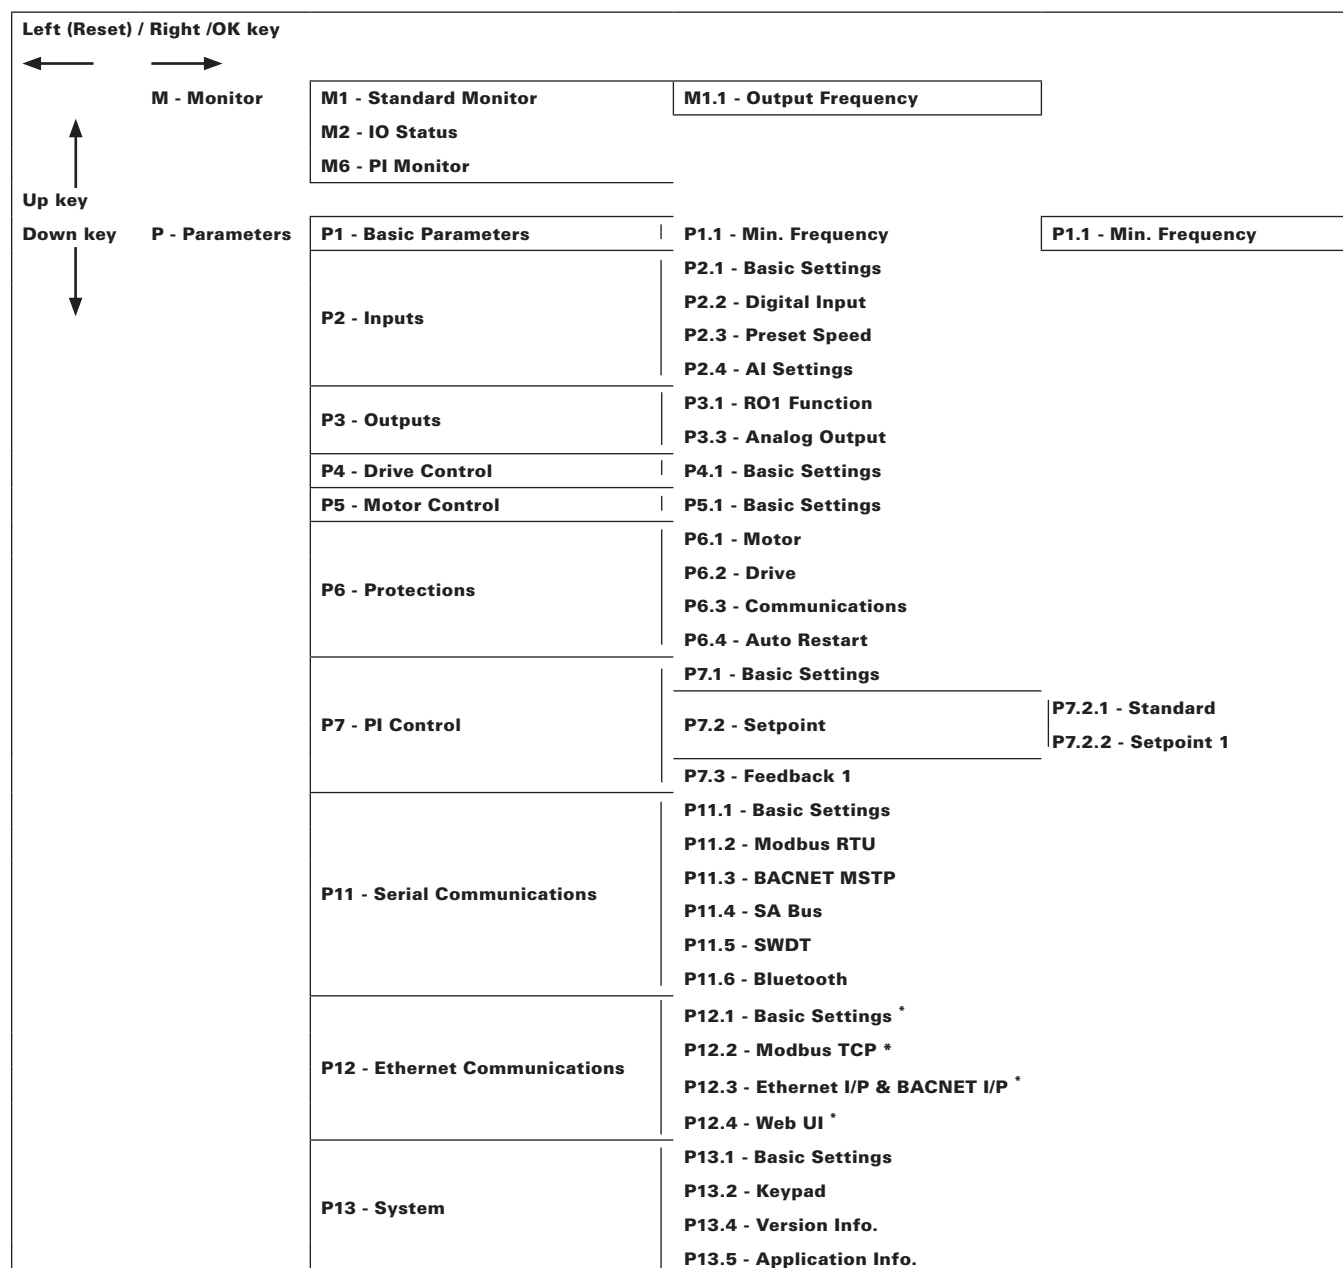 Left (Reset) / Right /OK key
M - Monitor M1 - Standard Monitor M1.1 - Output Frequency
M2 - IO Status
M6 - PI Monitor
Up key
Down key P - Parameters P1 - Basic Parameters P1.1 - Min. Frequency P1.1 - Min. Frequency
P2 - Inputs
P2.1 - Basic Settings
P2.2 - Digital Input
P2.3 - Preset Speed
P2.4 - AI Settings
P3 - Outputs
P3.1 - RO1 Function
P3.3 - Analog Output
P4 - Drive Control P4.1 - Basic Settings
P5 - Motor Control P5.1 - Basic Settings
P6 - Protections
P6.1 - Motor
P6.2 - Drive
P6.3 - Communications
P6.4 - Auto Restart
P7 - PI Control
P7.1 - Basic Settings
P7.2 - Setpoint
P7.2.1 - Standard
P7.2.2 - Setpoint 1
P7.3 - Feedback 1
P11 - Serial Communications
P11.1 - Basic Settings
P11.2 - Modbus RTU
P11.3 - BACNET MSTP
P11.4 - SA Bus
P11.5 - SWDT
P11.6 - Bluetooth
P12 - Ethernet Communications
P12.1 - Basic Settings *
P12.2 - Modbus TCP *
P12.3 - Ethernet I/P & BACNET I/P *
P12.4 - Web UI *
P13 - System
P13.1 - Basic Settings
P13.2 - Keypad
P13.4 - Version Info.
P13.5 - Application Info.